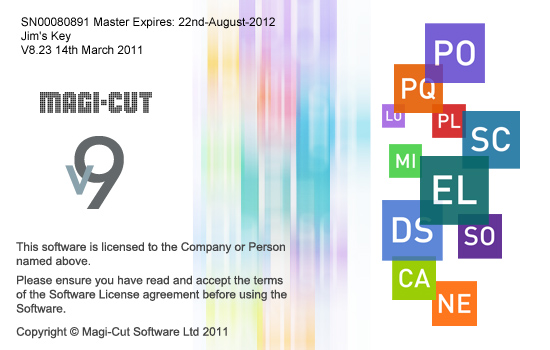 SN00080891 Master Expires: 22nd-August-2012
Jim's Key
V8.23 14th March 2011
MAGI-CUT
v9
This software is licensed to the Company or Person
named above.
Please ensure you have read and accept the terms
of the Software License agreement before using the
Software.
Copyright © Magi-Cut Software Ltd 2011
PO
PQ
LU
PL
SC
MI
EL
DS
SO
CA
NE